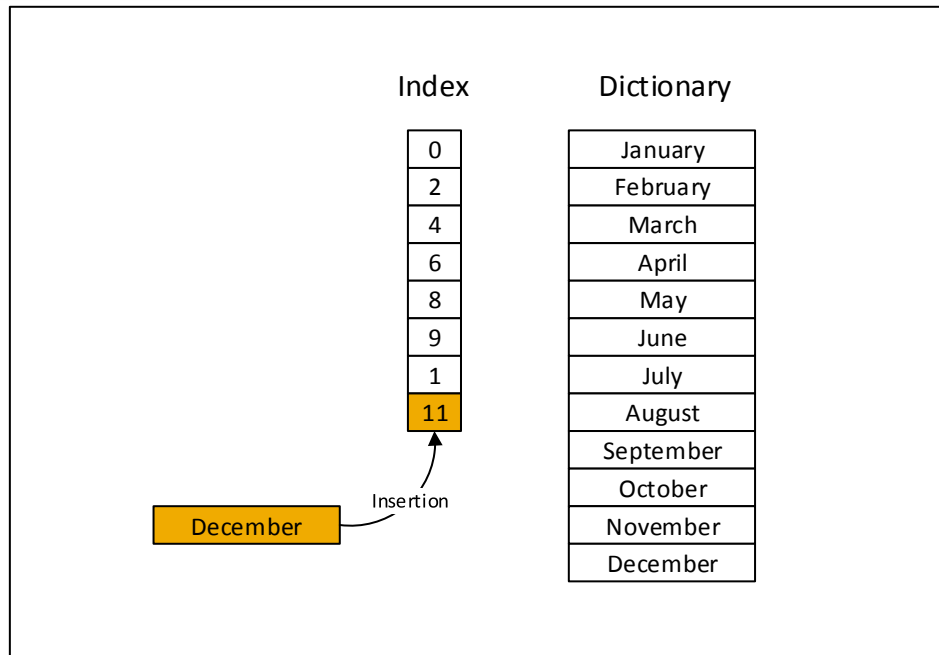 Index Dictionary
0 January
2 February
4 March
6 April
8 May
9 June
1 July
11 August
September
Insertion October
December November
December